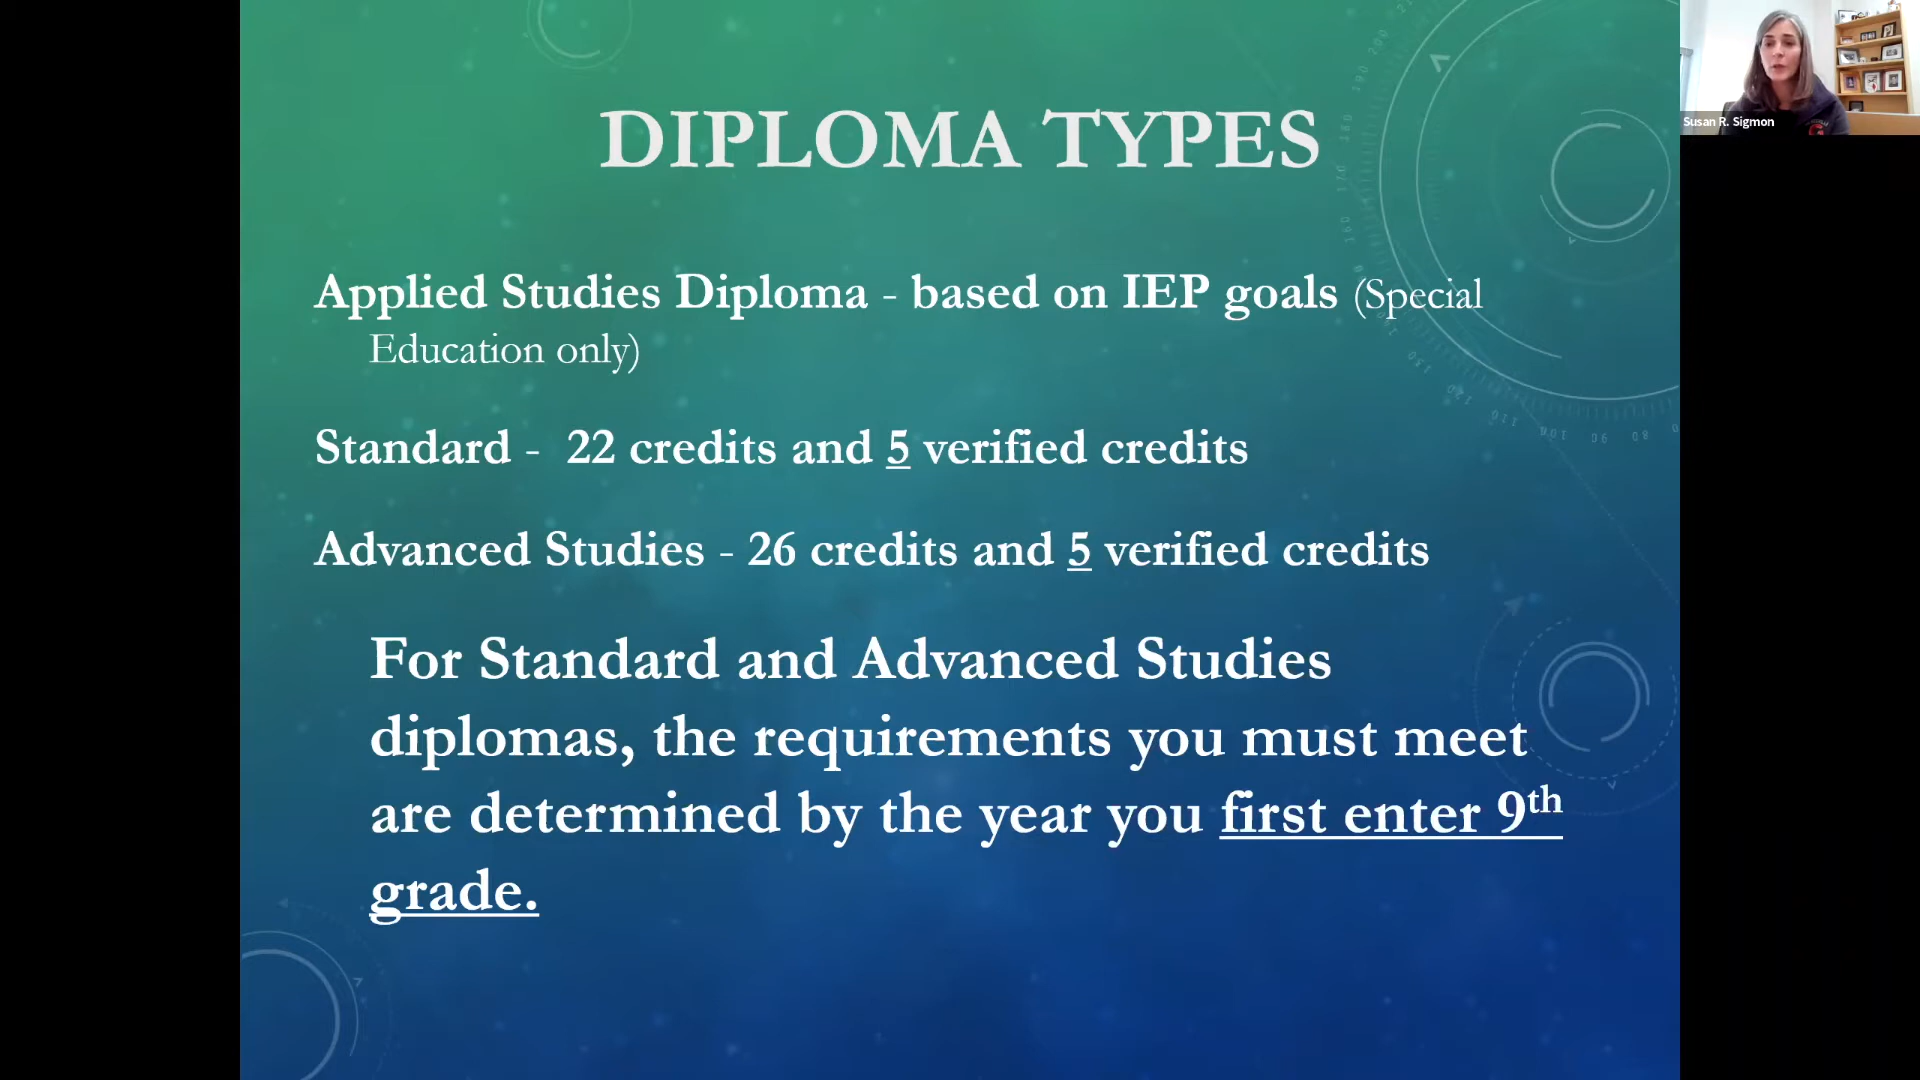 DIPLOMA TYPES
Applied Studies Diploma - based on IEP goals (Special
Education only)
Standard - 22 credits and 5 verified credits
Advanced Studies - 26 credits and 5 verified credits
For Standard and Advanced Studies
diplomas, the requirements you must meet
are determined by the year you first enter 9th
grade.
Susan R. Sigmon